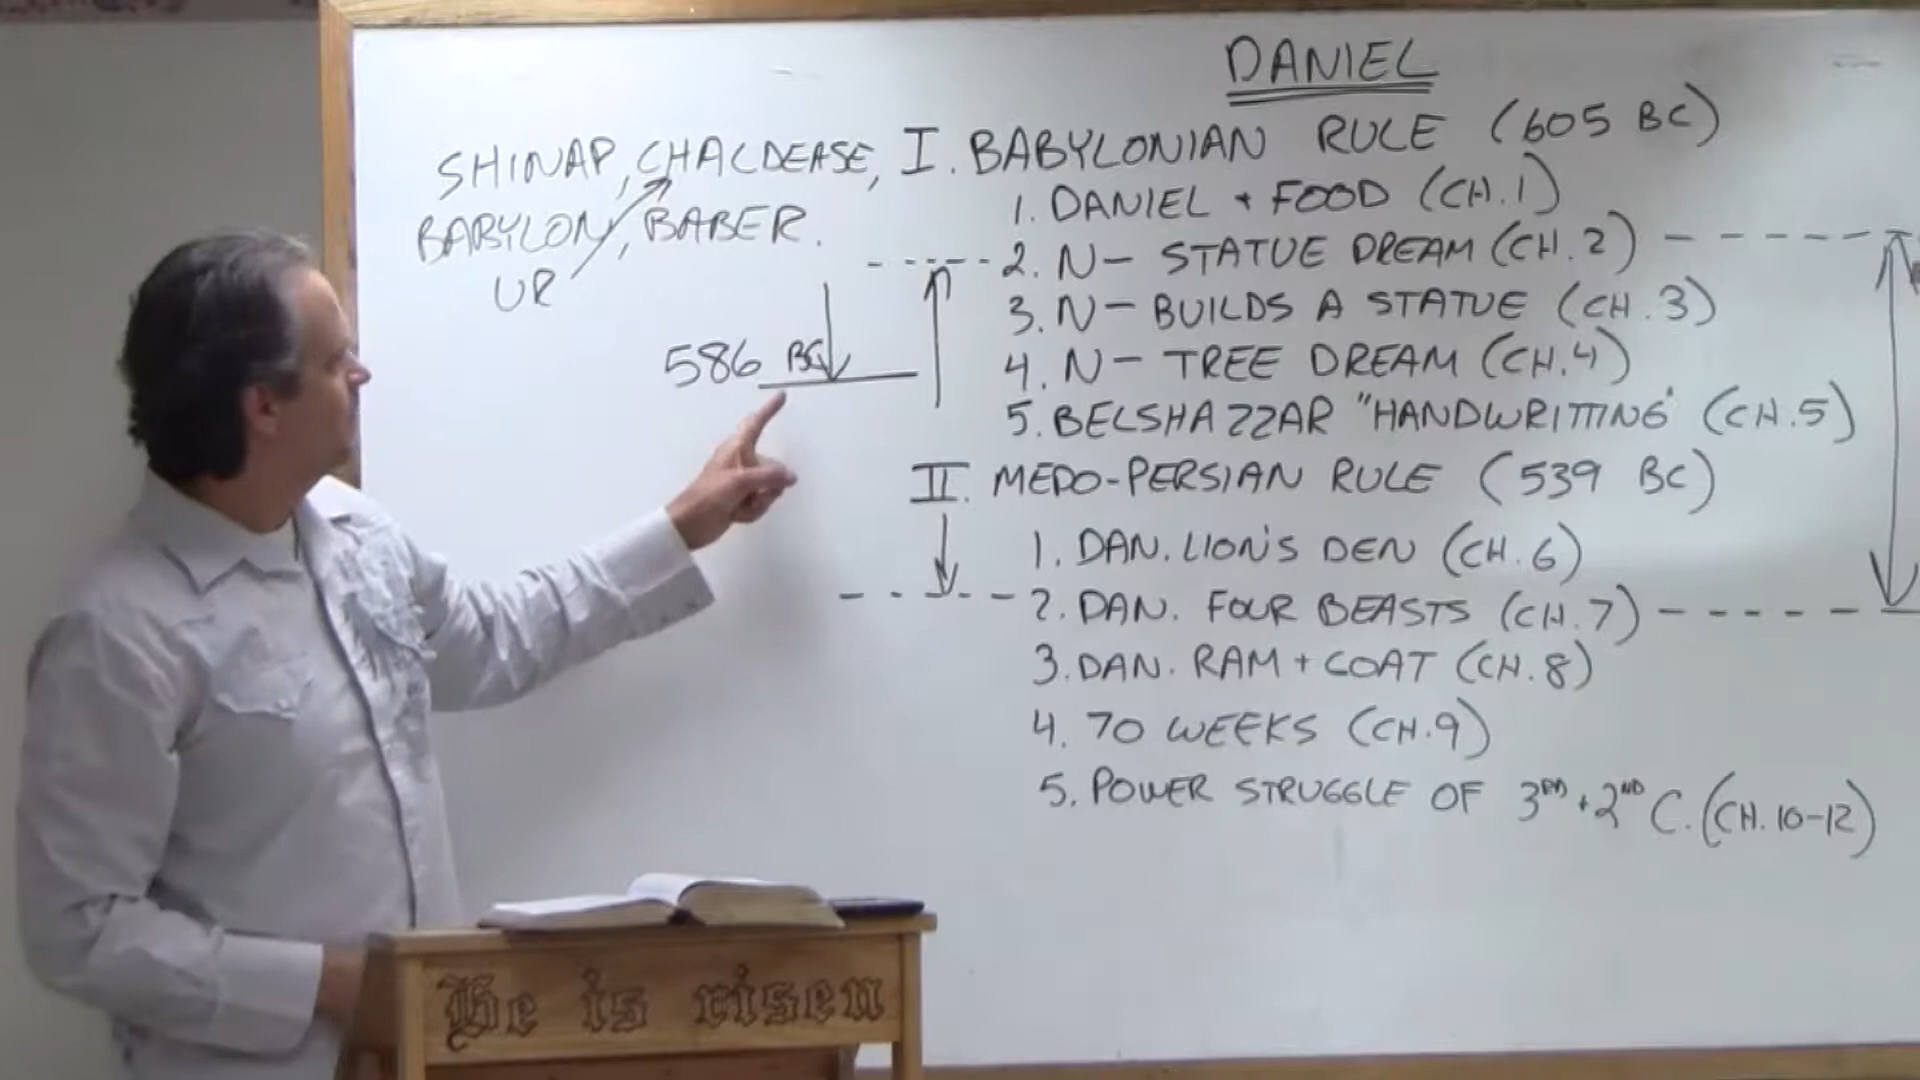 DANIEL
SHINAP, CHALDEASE,
BABYLON, BABER.
UR
586 BC
I. BABYLONIAN RULE (605 BC)
1. DANIEL + FOOD (CH.1)
2. N- STATUE DREAM (CH.2)
3. N- BUILDS A STATUE (CH.3)
4. N- TREE DREAM (CH.4)
5. BELSHAZZAR "HANDWRITTING" (CH.5)
II. MEDO-PERSIAN RULE (539 BC)
1. DAN. LION'S DEN (CH.6)
2. DAN. FOUR BEASTS (CH.7)
3. DAN. RAM + GOAT (CH.8)
4. 70 WEEKS (CH.9)
5. POWER STRUGGLE OF 3RD + 2ND C. (CH.10-12)
He is risen